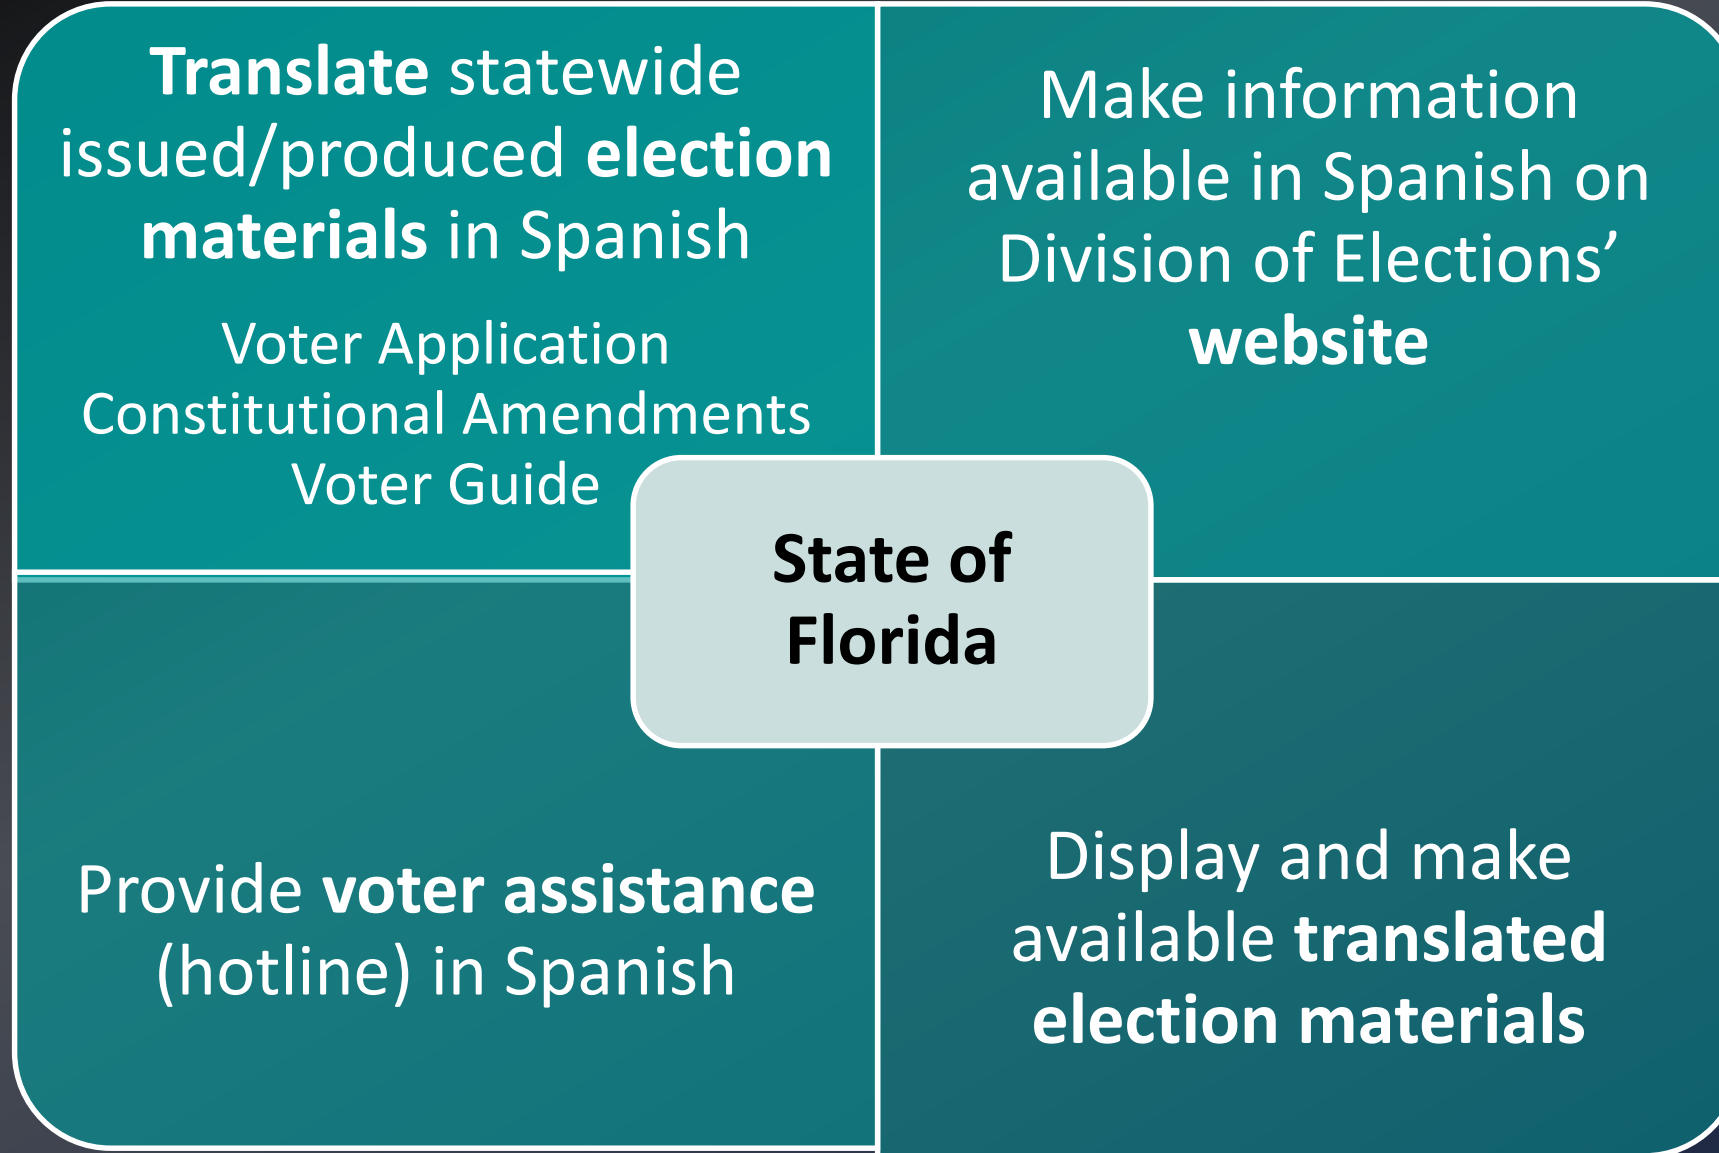 Translate statewide
issued/produced election
materials in Spanish
Voter Application
Constitutional Amendments
Voter Guide
Make information
available in Spanish on
Division of Elections’
website
State of
Florida
Provide voter assistance
(hotline) in Spanish
Display and make
available translated
election materials